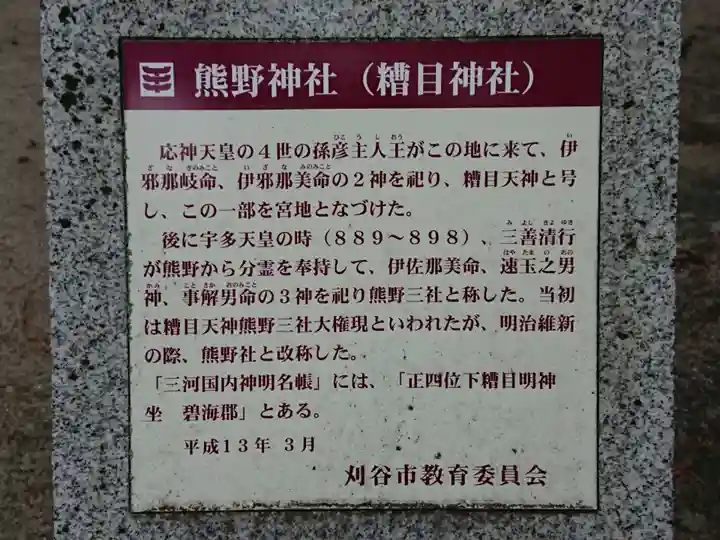 熊野神社（糟目神社）
応神天皇の４世の孫彦主人王がこの地に来て、伊
邪那岐命、伊邪那美命の２神を祀り、糟目天神と号
し、この一部を宮地となづけた。
後に宇多天皇の時（８８９～８９８）、三善清行
が熊野から分霊を奉持して、伊佐那美命、速玉之男
神、事解男命の３神を祀り熊野三社と称した。当初
は糟目天神熊野三社大権現といわれたが、明治維新
の際、熊野社と改称した。
「三河国内神明名帳」には、「正四位下糟目明神
坐　碧海郡」とある。
平成１３年 ３月
刈谷市教育委員会